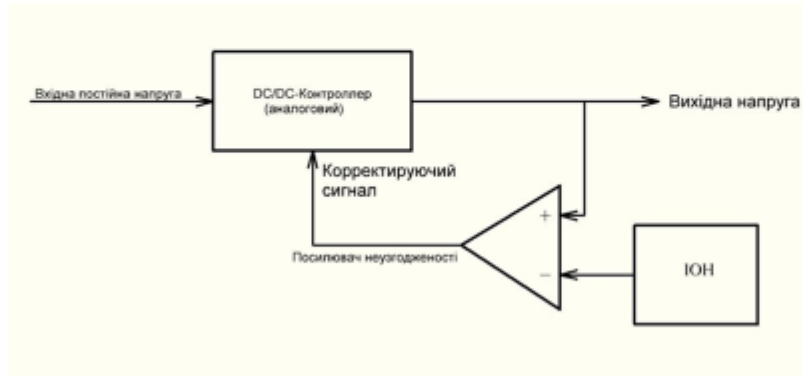 Вхідна постійна напруга
DC/DC-Контроллер
(аналоговий)
Вихідна напруга
Корректируючий
сигнал
+
Посилювач неузгодженості
−
ІОН